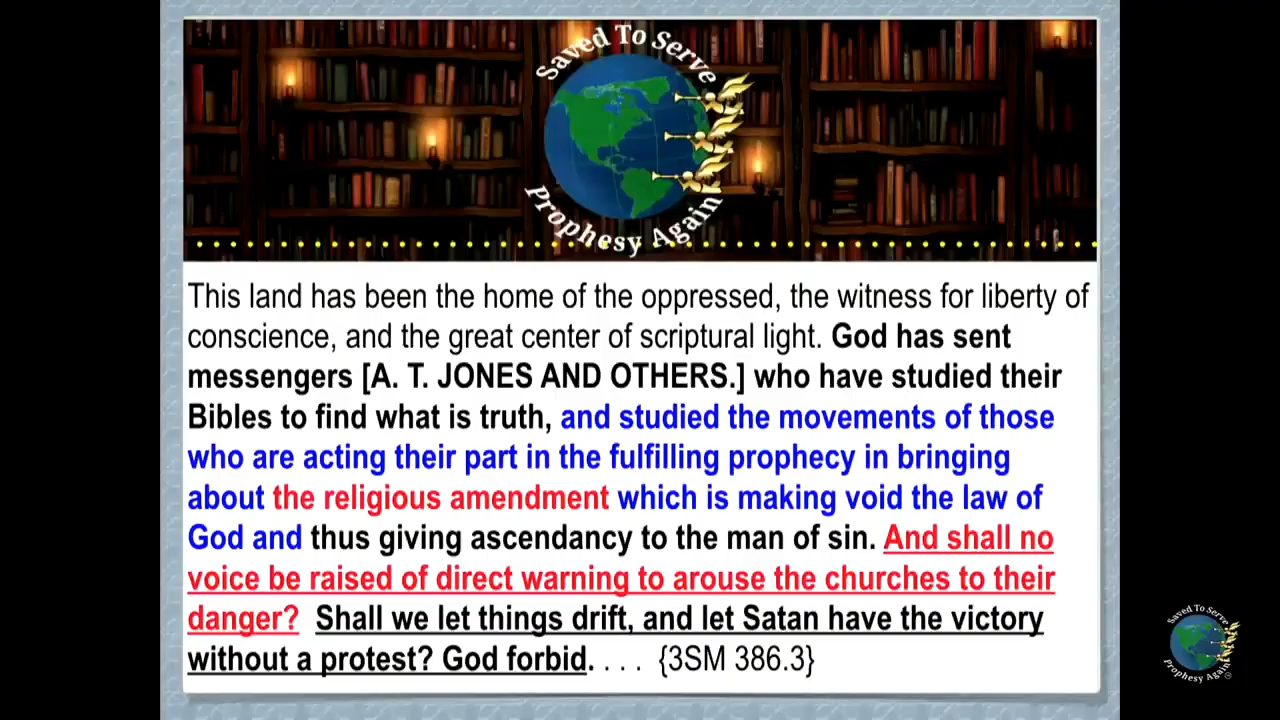 Saved To Serve
Prophesy Again
This land has been the home of the oppressed, the witness for liberty of
conscience, and the great center of scriptural light. God has sent
messengers [A. T. JONES AND OTHERS.] who have studied their
Bibles to find what is truth, and studied the movements of those
who are acting their part in the fulfilling prophecy in bringing
about the religious amendment which is making void the law of
God and thus giving ascendancy to the man of sin. And shall no
voice be raised of direct warning to arouse the churches to their
danger? Shall we let things drift, and let Satan have the victory
without a protest? God forbid. . . . {3SM 386.3}
Saved To Serve
Prophesy Again